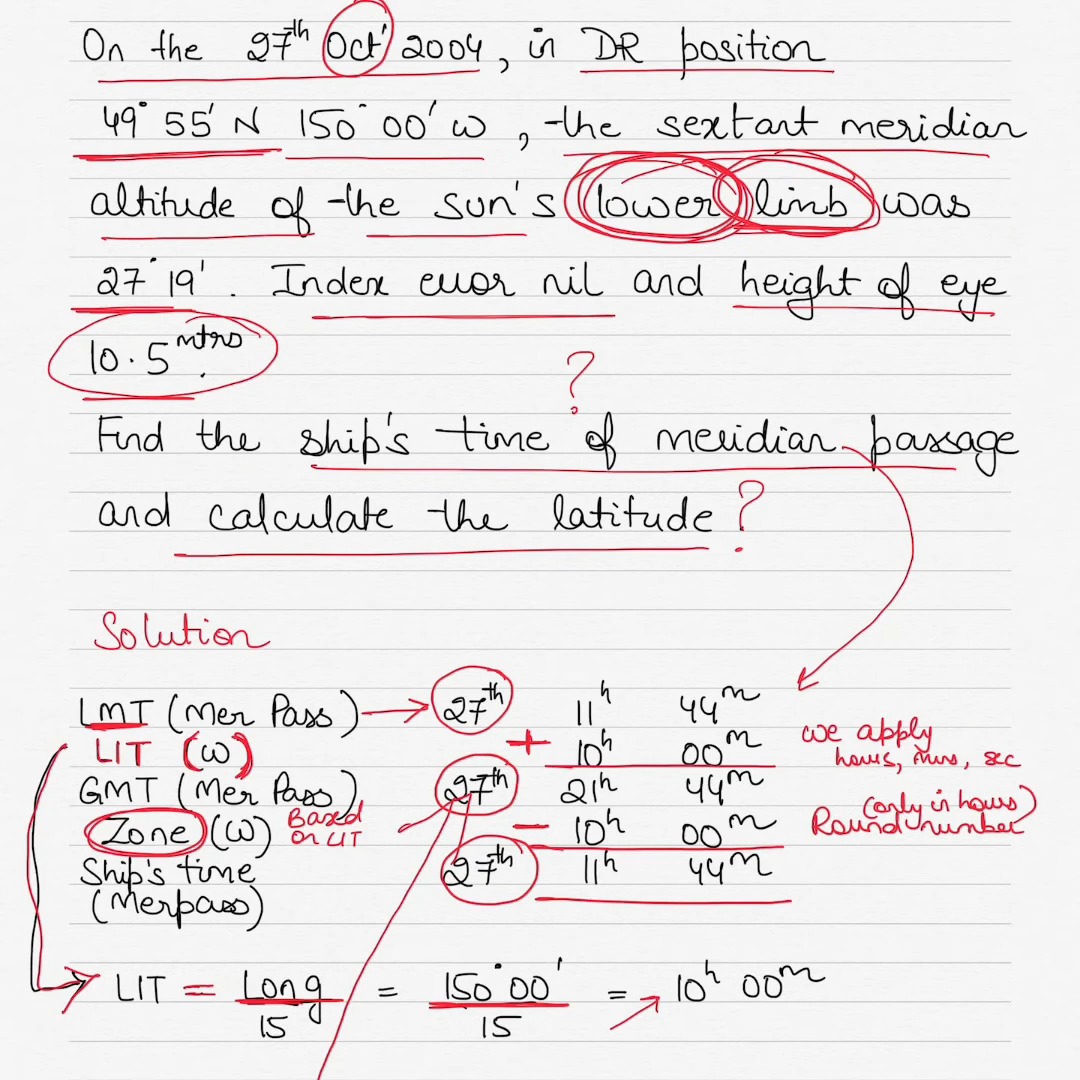 On the 27th Oct' 2004, in DR position
49° 55' N 150° 00' W, the sextant meridian
altitude of the sun's lower limb was
27° 19'. Index error nil and height of eye
10.5 mtrs.
?
Find the ship's time of meridian passage
and calculate the latitude ?
Solution
LMT (Mer Pass) → 27th 11h 44m
LIT (W) + 10h 00m
we apply
hours, mins, sec
GMT (Mer Pass) 27th 21h 44m
Zone (W) Based
on LIT
- 10h 00m
(only in hours)
Round number
Ship's time 27th 11h 44m
(Merpass)
LIT = Long / 15 = 150° 00' / 15 = 10h 00m